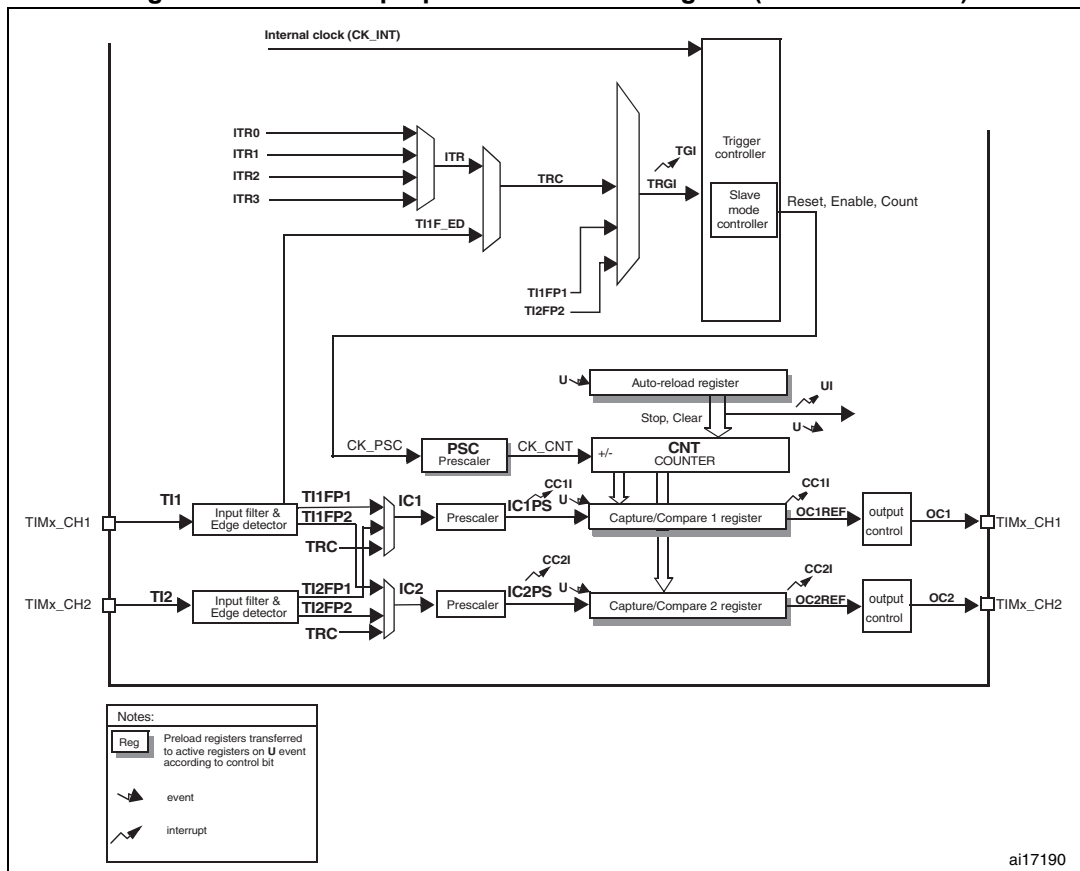 Internal clock (CK_INT)
ITR0
ITR1
ITR2
ITR3
ITR
TI1F_ED
TRC
TI1FP1
TI2FP2
TGI
TRGI
Trigger
controller
Slave
mode
controller
Reset, Enable, Count
U
Auto-reload register
UI
Stop, Clear
U
CK_PSC
PSC
Prescaler
CK_CNT
+/-
CNT
COUNTER
TIMx_CH1
TI1
Input filter &
Edge detector
TI1FP1
TI1FP2
TRC
IC1
Prescaler
CC1I
IC1PS
U
Capture/Compare 1 register
CC1I
OC1REF
output
control
OC1
TIMx_CH1
TIMx_CH2
TI2
Input filter &
Edge detector
TI2FP1
TI2FP2
TRC
IC2
Prescaler
CC2I
IC2PS
U
Capture/Compare 2 register
CC2I
OC2REF
output
control
OC2
TIMx_CH2
Notes:
Reg
Preload registers transferred
to active registers on U event
according to control bit
event
interrupt
ai17190